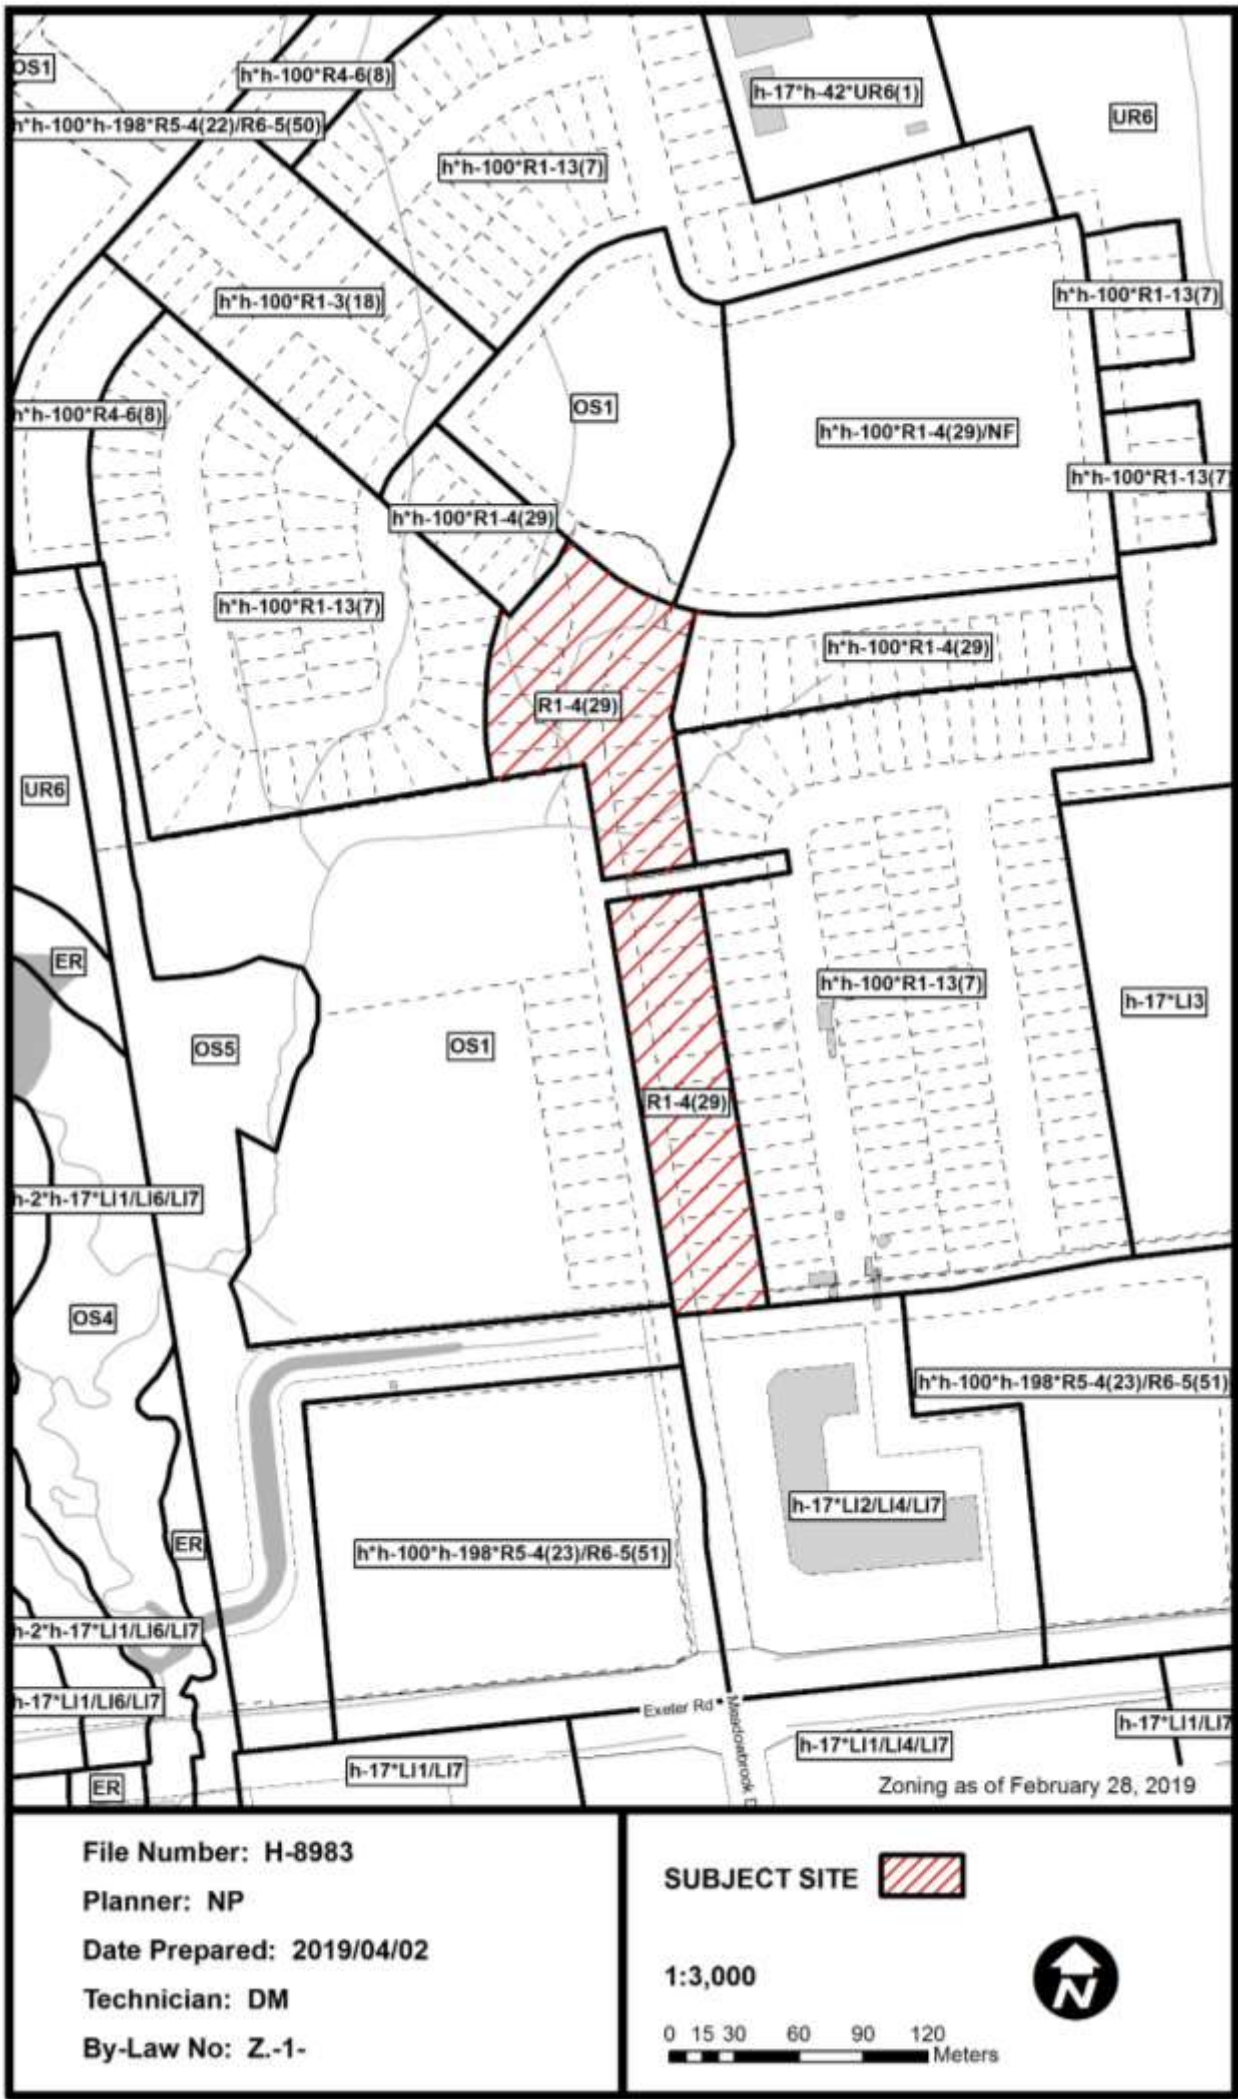 OS1
h*h-100*R4-6(8)
h-17*h-42*UR6(1)
UR6
h*h-100*h-198*R5-4(22)/R6-5(50)
h*h-100*R1-13(7)
h*h-100*R1-3(18)
h*h-100*R1-13(7)
h*h-100*R4-6(8)
OS1
h*h-100*R1-4(29)/NF
h*h-100*R1-13(7)
h*h-100*R1-4(29)
h*h-100*R1-13(7)
h*h-100*R1-4(29)
R1-4(29)
UR6
ER
h*h-100*R1-13(7)
h-17*LI3
OS5
OS1
R1-4(29)
h-2*h-17*LI1/LI6/LI7
OS4
h*h-100*h-198*R5-4(23)/R6-5(51)
h-17*LI2/LI4/LI7
ER
h*h-100*h-198*R5-4(23)/R6-5(51)
h-2*h-17*LI1/LI6/LI7
h-17*LI1/LI6/LI7
Exeter Rd
Meadowbrook D
h-17*LI1/LI7
h-17*LI1/LI4/LI7
h-17*LI1/LI7
ER
Zoning as of February 28, 2019
File Number: H-8983
Planner: NP
Date Prepared: 2019/04/02
Technician: DM
By-Law No: Z.-1-
SUBJECT SITE
1:3,000
N
0 15 30 60 90 120
Meters